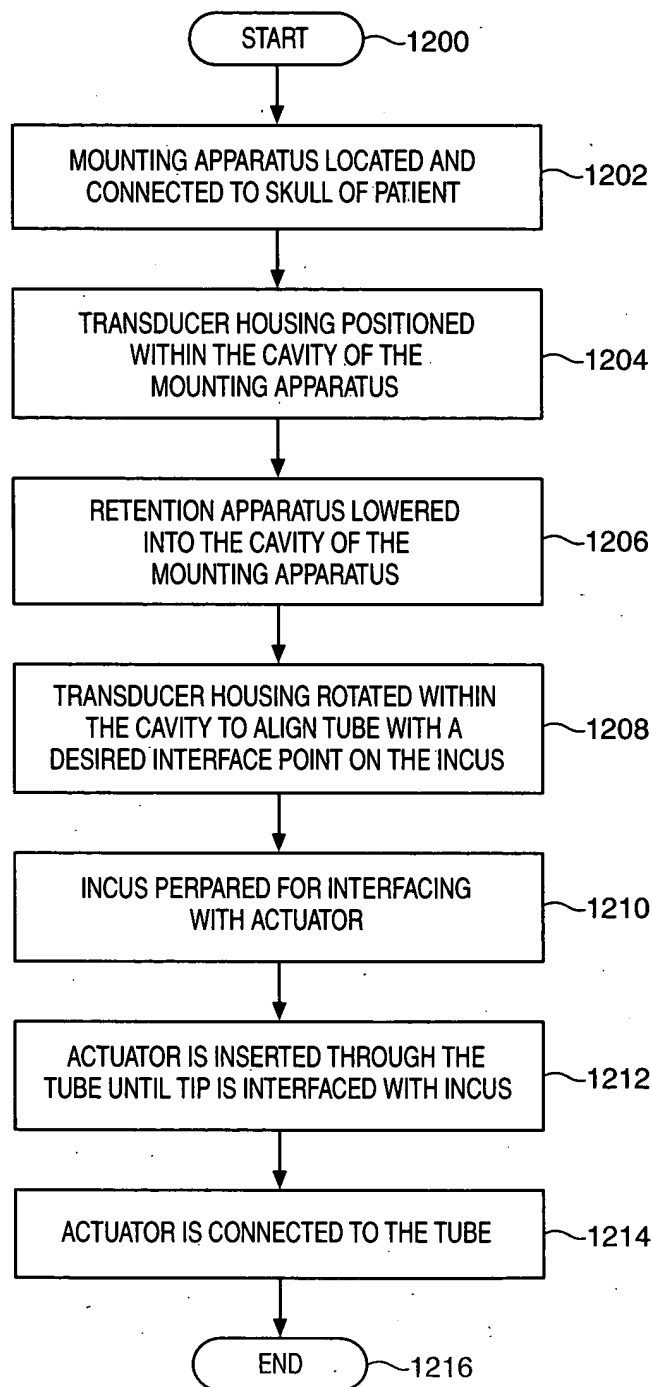 START
1200
MOUNTING APPARATUS LOCATED AND
CONNECTED TO SKULL OF PATIENT
1202
TRANSDUCER HOUSING POSITIONED
WITHIN THE CAVITY OF THE
MOUNTING APPARATUS
1204
RETENTION APPARATUS LOWERED
INTO THE CAVITY OF THE
MOUNTING APPARATUS
1206
TRANSDUCER HOUSING ROTATED WITHIN
THE CAVITY TO ALIGN TUBE WITH A
DESIRED INTERFACE POINT ON THE INCUS
1208
INCUS PERPARED FOR INTERFACING
WITH ACTUATOR
1210
ACTUATOR IS INSERTED THROUGH THE
TUBE UNTIL TIP IS INTERFACED WITH INCUS
1212
ACTUATOR IS CONNECTED TO THE TUBE
1214
END
1216